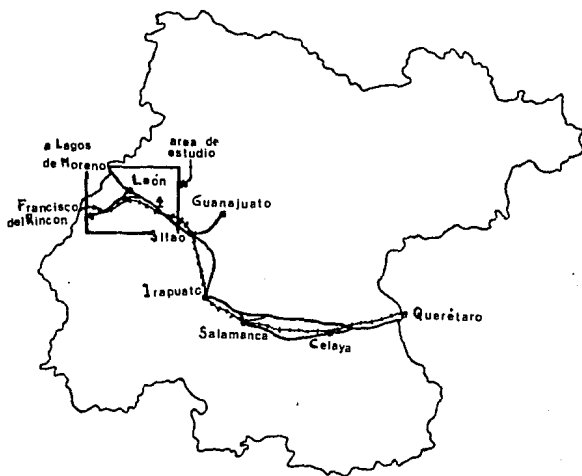 a Lagos
de Moreno
area de
estudio
León
Guanajuato
Francisco
del Rincon
Silao
Irapuato
Salamanca
Celaya
Querétaro